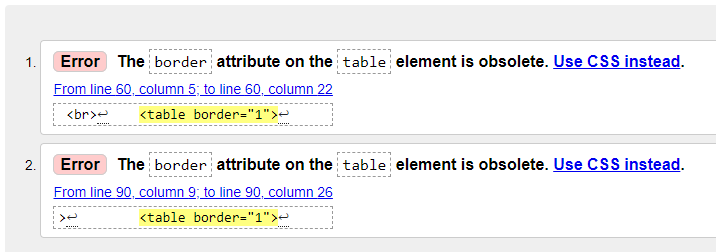 1. Error The border attribute on the table element is obsolete. Use CSS instead.
From line 60, column 5; to line 60, column 22
<br>↩ <table border="1">↩
2. Error The border attribute on the table element is obsolete. Use CSS instead.
From line 90, column 9; to line 90, column 26
>↩ <table border="1">↩